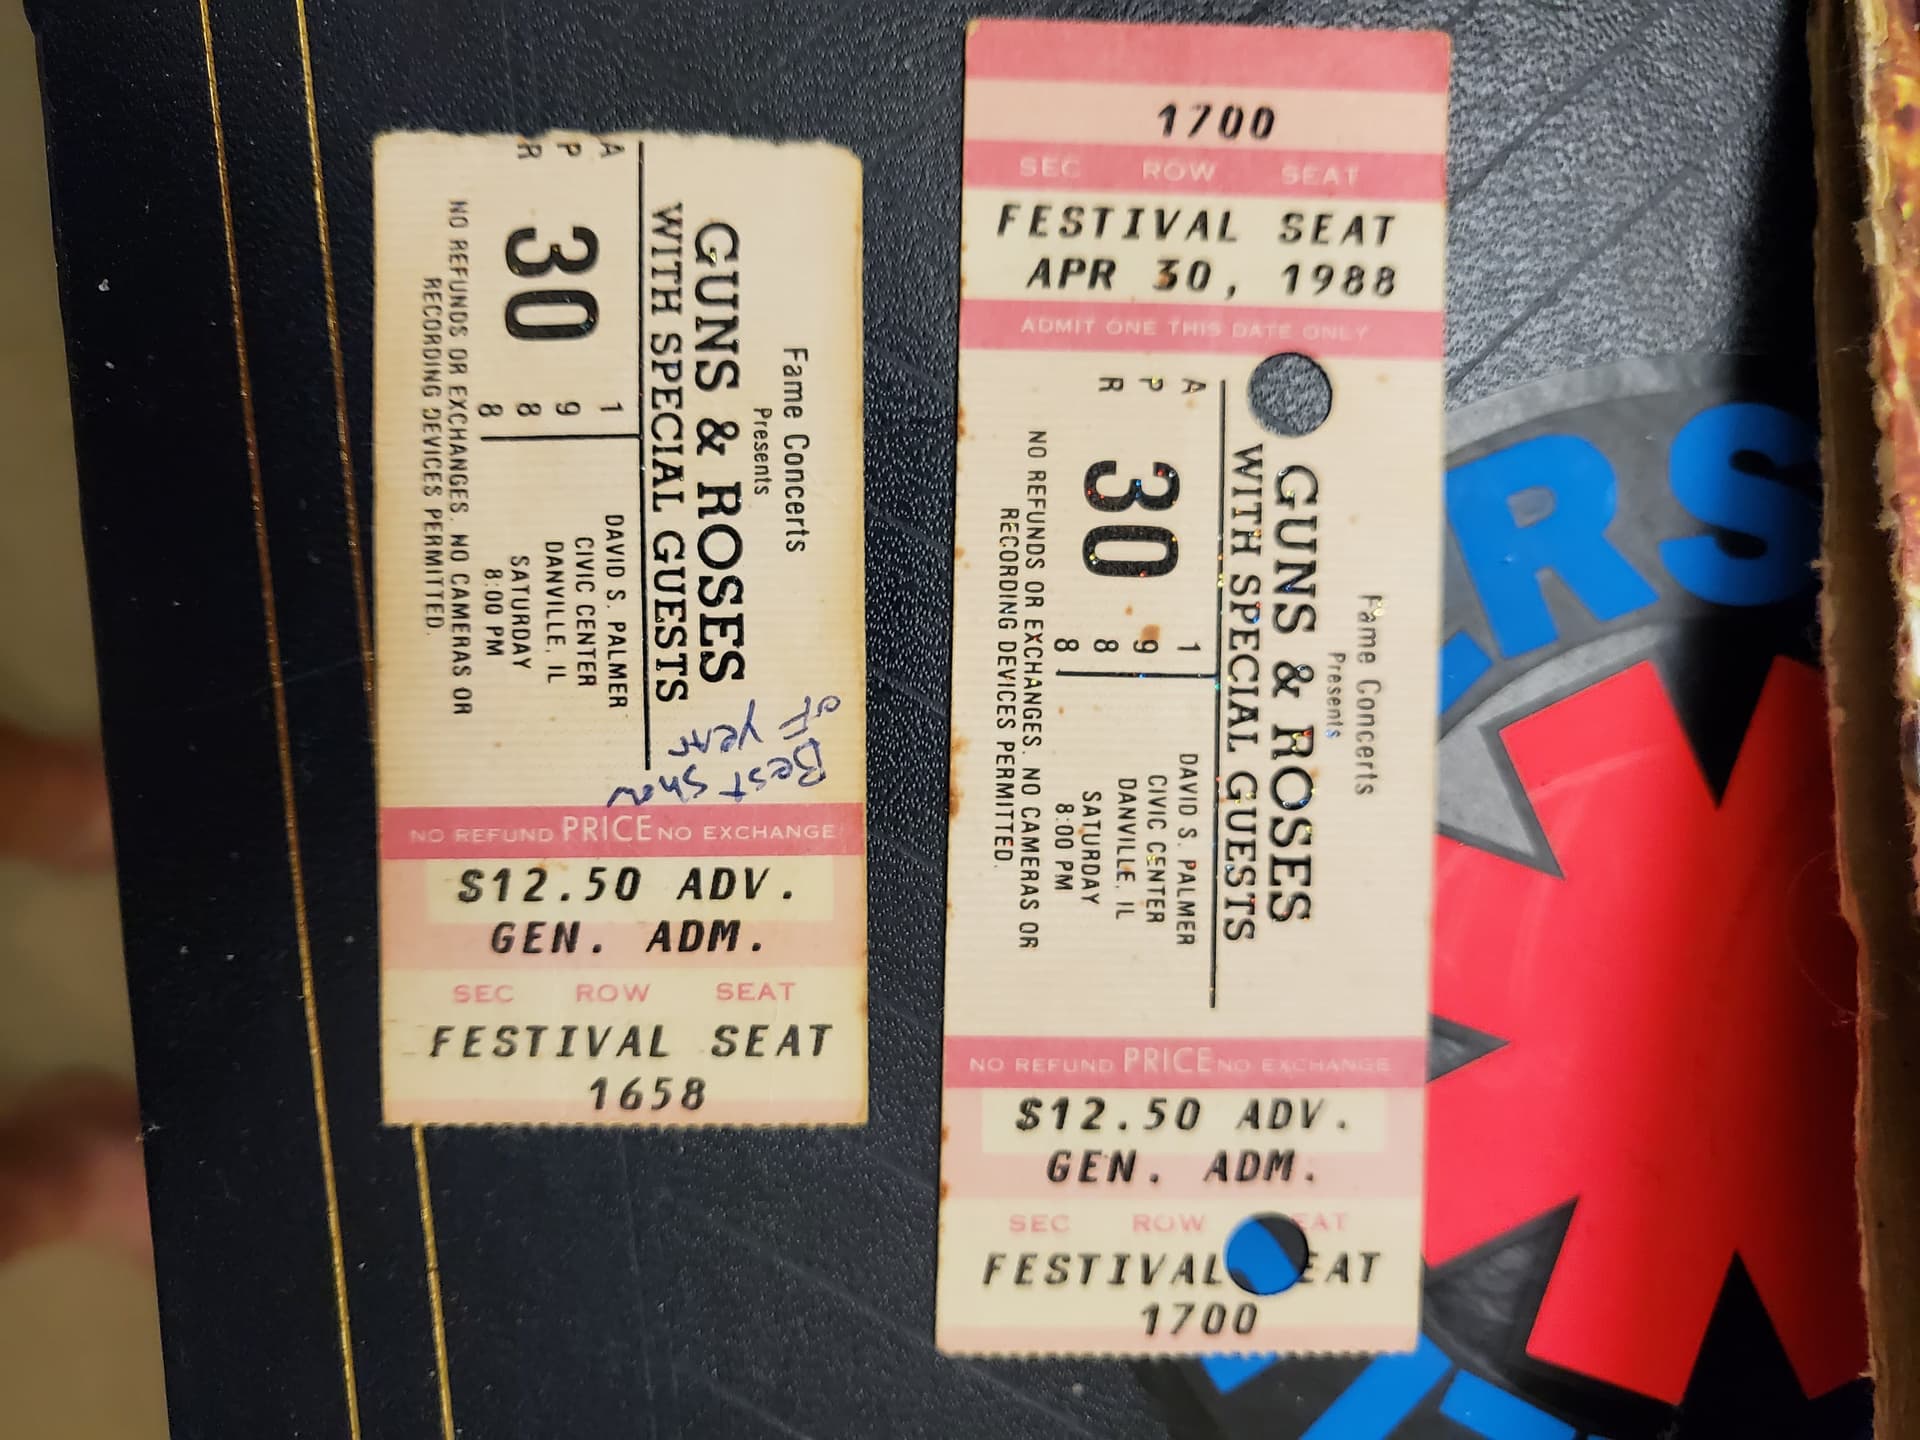 Fame Concerts
Presents
GUNS & ROSES
WITH SPECIAL GUESTS
APR 30 1988
DAVID S. PALMER
CIVIC CENTER
DANVILLE, IL
SATURDAY
8:00 PM
NO REFUNDS OR EXCHANGES. NO CAMERAS OR
RECORDING DEVICES PERMITTED.
Best Show
Yet
NO REFUND PRICE NO EXCHANGE
$12.50 ADV.
GEN. ADM.
SEC ROW SEAT
FESTIVAL SEAT
1658
1700
SEC ROW SEAT
FESTIVAL SEAT
APR 30, 1988
ADMIT ONE THIS DATE ONLY
Fame Concerts
Presents
GUNS & ROSES
WITH SPECIAL GUESTS
APR 30 1988
DAVID S. PALMER
CIVIC CENTER
DANVILLE, IL
SATURDAY
8:00 PM
NO REFUNDS OR EXCHANGES. NO CAMERAS OR
RECORDING DEVICES PERMITTED.
NO REFUND PRICE NO EXCHANGE
$12.50 ADV.
GEN. ADM.
SEC ROW EAT
FESTIVAL EAT
1700
ERS